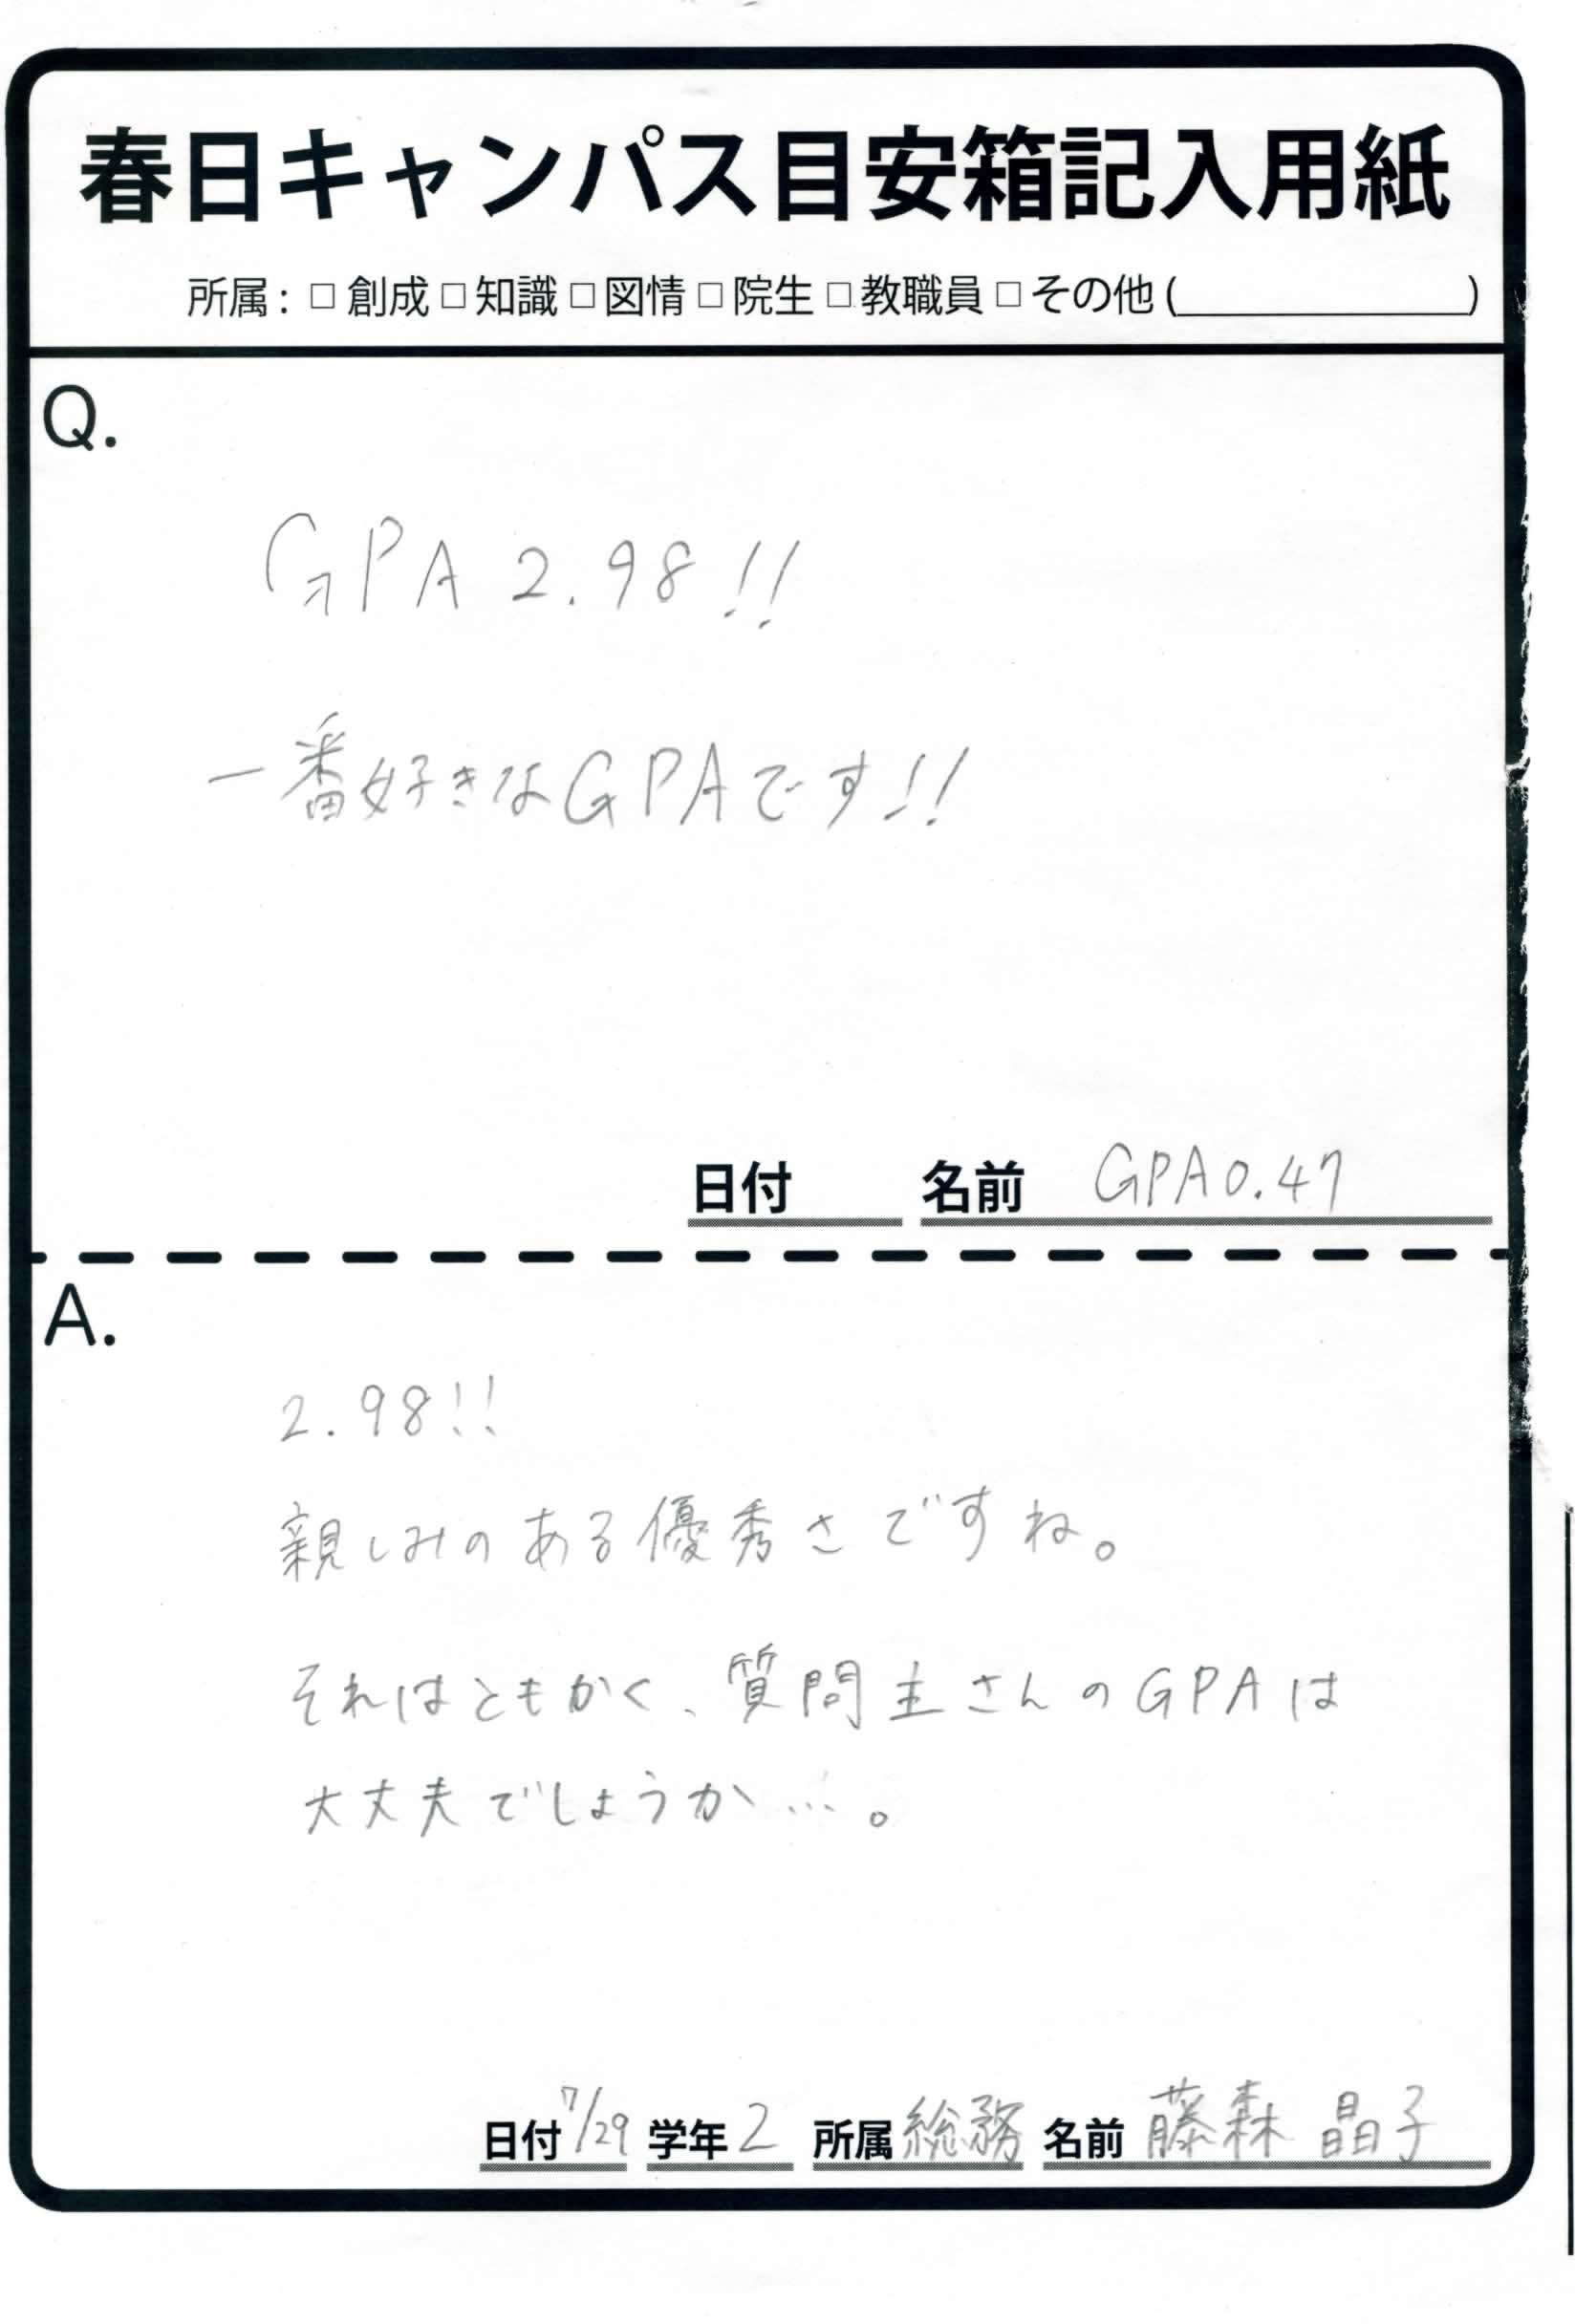 春日キャンパス目安箱記入用紙
所属: □ 創成 □ 知識 □ 図情 □ 院生 □ 教職員 □ その他 (＿＿＿＿＿＿＿)
Q.
GPA 2.98!!
一番好きなGPAです!!
日付 名前 GPA0.47
A.
2.98!!
親しみのある優秀さですね。
それはともかく、質問主さんのGPAは
大丈夫でしょうか…。
日付 7/29 学年 2 所属 総務 名前 藤森 晶子